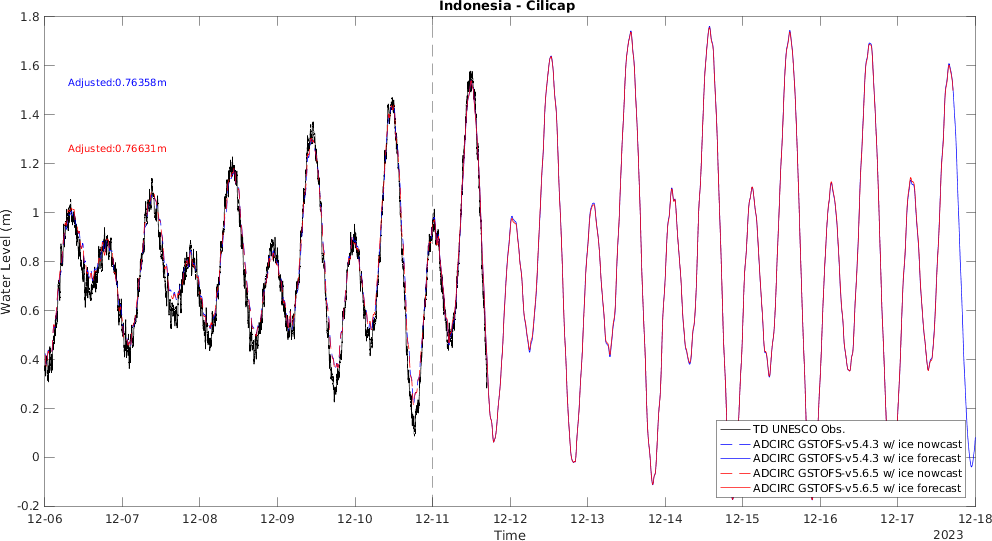 Indonesia - Cilicap
1.8
1.6
1.4
1.2
1
0.8
0.6
0.4
0.2
0
-0.2
Water Level (m)
Adjusted:0.76358m
Adjusted:0.76631m
TD UNESCO Obs.
ADCIRC GSTOFS-v5.4.3 w/ ice nowcast
ADCIRC GSTOFS-v5.4.3 w/ ice forecast
ADCIRC GSTOFS-v5.6.5 w/ ice nowcast
ADCIRC GSTOFS-v5.6.5 w/ ice forecast
12-06 12-07 12-08 12-09 12-10 12-11 12-12 12-13 12-14 12-15 12-16 12-17 12-18
Time
2023